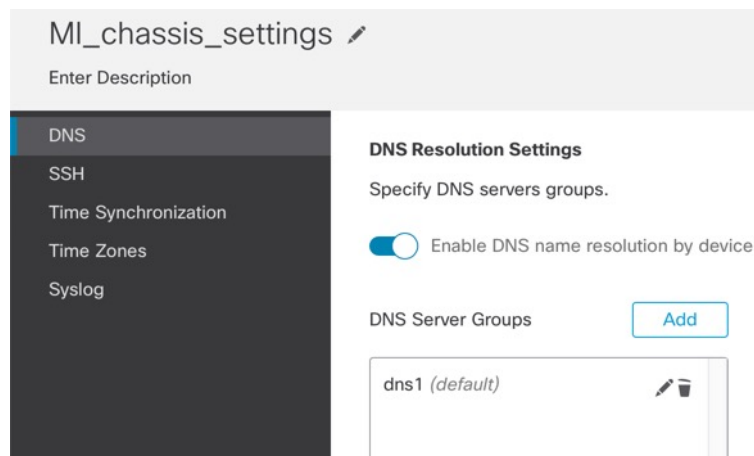 MI_chassis_settings
Enter Description
DNS
SSH
Time Synchronization
Time Zones
Syslog
DNS Resolution Settings
Specify DNS servers groups.
Enable DNS name resolution by device
DNS Server Groups
Add
dns1 (default)